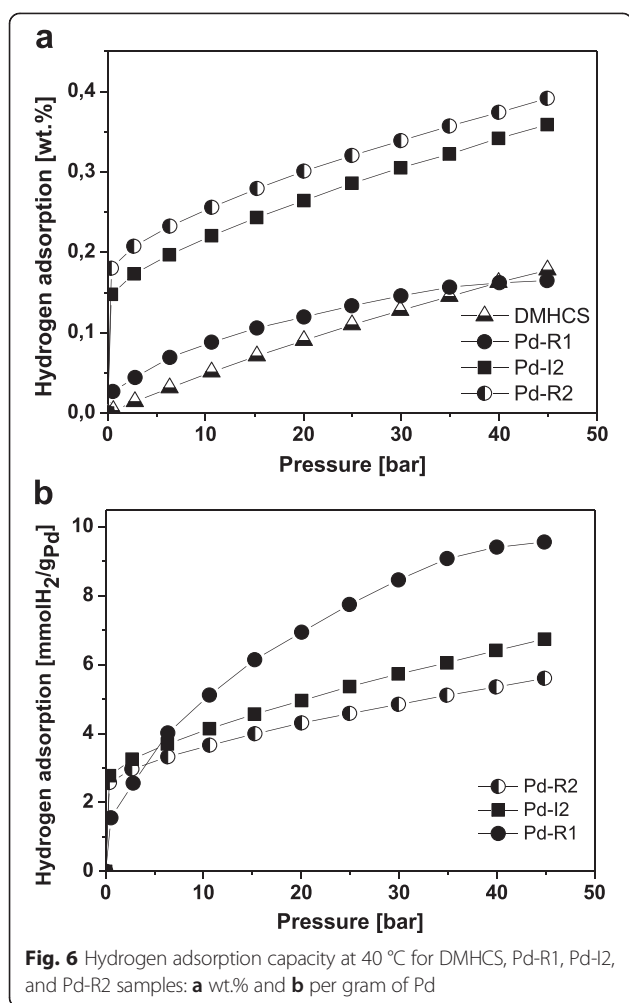 a
Hydrogen adsorption [wt.%]
0,4
0,3
0,2
0,1
0,0
DMHCS
Pd-R1
Pd-I2
Pd-R2
0 10 20 30 40 50
Pressure [bar]
b
Hydrogen adsorption [mmolH2/gPd]
10
8
6
4
2
0
Pd-R2
Pd-I2
Pd-R1
0 10 20 30 40 50
Pressure [bar]
Fig. 6 Hydrogen adsorption capacity at 40 °C for DMHCS, Pd-R1, Pd-I2,
and Pd-R2 samples: a wt.% and b per gram of Pd